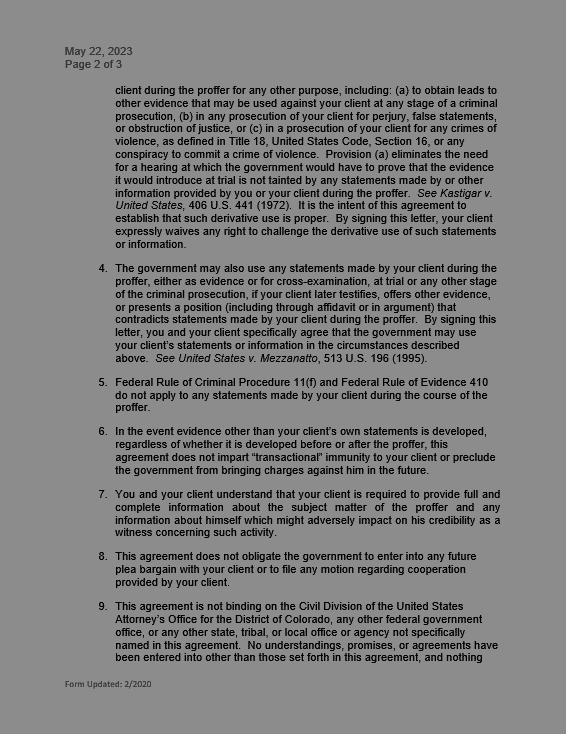 May 22, 2023
Page 2 of 3
client during the proffer for any other purpose, including: (a) to obtain leads to
other evidence that may be used against your client at any stage of a criminal
prosecution, (b) in any prosecution of your client for perjury, false statements,
or obstruction of justice, or (c) in a prosecution of your client for any crimes of
violence, as defined in Title 18, United States Code, Section 16, or any
conspiracy to commit a crime of violence. Provision (a) eliminates the need
for a hearing at which the government would have to prove that the evidence
it would introduce at trial is not tainted by any statements made by or other
information provided by you or your client during the proffer. See Kastigar v.
United States, 406 U.S. 441 (1972). It is the intent of this agreement to
establish that such derivative use is proper. By signing this letter, your client
expressly waives any right to challenge the derivative use of such statements
or information.
4. The government may also use any statements made by your client during the
proffer, either as evidence or for cross-examination, at trial or any other stage
of the criminal prosecution, if your client later testifies, offers other evidence,
or presents a position (including through affidavit or in argument) that
contradicts statements made by your client during the proffer. By signing this
letter, you and your client specifically agree that the government may use
your client's statements or information in the circumstances described
above. See United States v. Mezzanatto, 513 U.S. 196 (1995).
5. Federal Rule of Criminal Procedure 11(f) and Federal Rule of Evidence 410
do not apply to any statements made by your client during the course of the
proffer.
6. In the event evidence other than your client's own statements is developed,
regardless of whether it is developed before or after the proffer, this
agreement does not impart "transactional" immunity to your client or preclude
the government from bringing charges against him in the future.
7. You and your client understand that your client is required to provide full and
complete information about the subject matter of the proffer and any
information about himself which might adversely impact on his credibility as a
witness concerning such activity.
8. This agreement does not obligate the government to enter into any future
plea bargain with your client or to file any motion regarding cooperation
provided by your client.
9. This agreement is not binding on the Civil Division of the United States
Attorney's Office for the District of Colorado, any other federal government
office, or any other state, tribal, or local office or agency not specifically
named in this agreement. No understandings, promises, or agreements have
been entered into other than those set forth in this agreement, and nothing
Form Updated: 2/2020